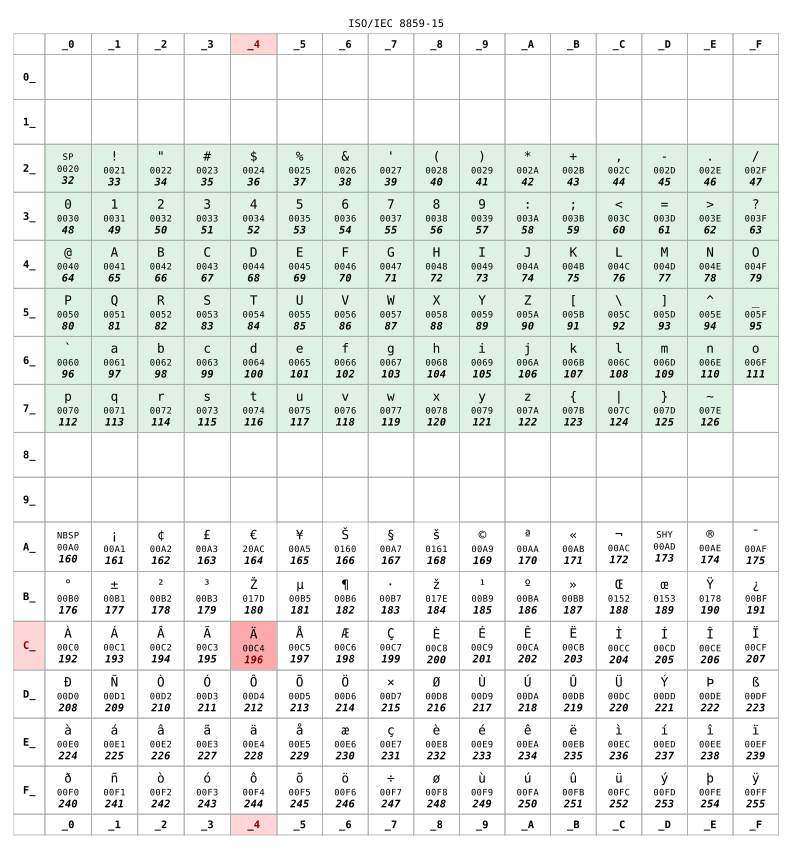 ISO/IEC 8859-15
_0 _1 _2 _3 _4 _5 _6 _7 _8 _9 _A _B _C _D _E _F
0_
1_
SP ! " # $ % & ' ( ) * + , - . /
2_ 0020 0021 0022 0023 0024 0025 0026 0027 0028 0029 002A 002B 002C 002D 002E 002F
32 33 34 35 36 37 38 39 40 41 42 43 44 45 46 47
0 1 2 3 4 5 6 7 8 9 : ; < = > ?
3_ 0030 0031 0032 0033 0034 0035 0036 0037 0038 0039 003A 003B 003C 003D 003E 003F
48 49 50 51 52 53 54 55 56 57 58 59 60 61 62 63
@ A B C D E F G H I J K L M N O
4_ 0040 0041 0042 0043 0044 0045 0046 0047 0048 0049 004A 004B 004C 004D 004E 004F
64 65 66 67 68 69 70 71 72 73 74 75 76 77 78 79
P Q R S T U V W X Y Z [ \ ] ^ _
5_ 0050 0051 0052 0053 0054 0055 0056 0057 0058 0059 005A 005B 005C 005D 005E 005F
80 81 82 83 84 85 86 87 88 89 90 91 92 93 94 95
` a b c d e f g h i j k l m n o
6_ 0060 0061 0062 0063 0064 0065 0066 0067 0068 0069 006A 006B 006C 006D 006E 006F
96 97 98 99 100 101 102 103 104 105 106 107 108 109 110 111
p q r s t u v w x y z { | } ~
7_ 0070 0071 0072 0073 0074 0075 0076 0077 0078 0079 007A 007B 007C 007D 007E
112 113 114 115 116 117 118 119 120 121 122 123 124 125 126
8_
9_
NBSP ¡ ¢ £ € ¥ Š § š © ª « ¬ SHY ® ¯
A_ 00A0 00A1 00A2 00A3 20AC 00A5 0160 00A7 0161 00A9 00AA 00AB 00AC 00AD 00AE 00AF
160 161 162 163 164 165 166 167 168 169 170 171 172 173 174 175
° ± ² ³ Ž µ ¶ · ž ¹ º » Œ œ Ÿ ¿
B_ 00B0 00B1 00B2 00B3 017D 00B5 00B6 00B7 017E 00B9 00BA 00BB 0152 0153 0178 00BF
176 177 178 179 180 181 182 183 184 185 186 187 188 189 190 191
À Á Â Ã Ä Å Æ Ç È É Ê Ë Ì Í Î Ï
C_ 00C0 00C1 00C2 00C3 00C4 00C5 00C6 00C7 00C8 00C9 00CA 00CB 00CC 00CD 00CE 00CF
192 193 194 195 196 197 198 199 200 201 202 203 204 205 206 207
Ð Ñ Ò Ó Ô Õ Ö × Ø Ù Ú Û Ü Ý Þ ß
D_ 00D0 00D1 00D2 00D3 00D4 00D5 00D6 00D7 00D8 00D9 00DA 00DB 00DC 00DD 00DE 00DF
208 209 210 211 212 213 214 215 216 217 218 219 220 221 222 223
à á â ã ä å æ ç è é ê ë ì í î ï
E_ 00E0 00E1 00E2 00E3 00E4 00E5 00E6 00E7 00E8 00E9 00EA 00EB 00EC 00ED 00EE 00EF
224 225 226 227 228 229 230 231 232 233 234 235 236 237 238 239
ð ñ ò ó ô õ ö ÷ ø ù ú û ü ý þ ÿ
F_ 00F0 00F1 00F2 00F3 00F4 00F5 00F6 00F7 00F8 00F9 00FA 00FB 00FC 00FD 00FE 00FF
240 241 242 243 244 245 246 247 248 249 250 251 252 253 254 255
_0 _1 _2 _3 _4 _5 _6 _7 _8 _9 _A _B _C _D _E _F